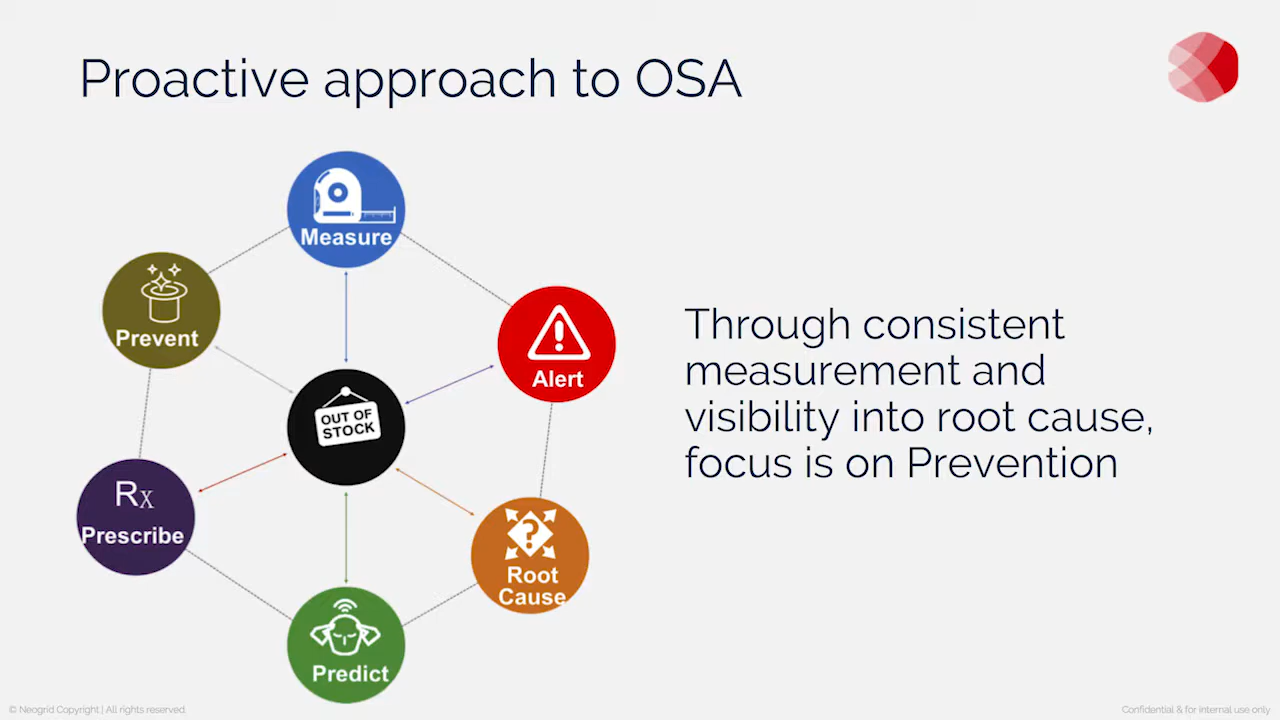 Proactive approach to OSA
Measure
Prevent
Alert
OUT OF
STOCK
Rx
Prescribe
Root
Cause
Predict
Through consistent
measurement and
visibility into root cause,
focus is on Prevention
© Neogrid Copyright | All rights reserved.
Confidential & for internal use only